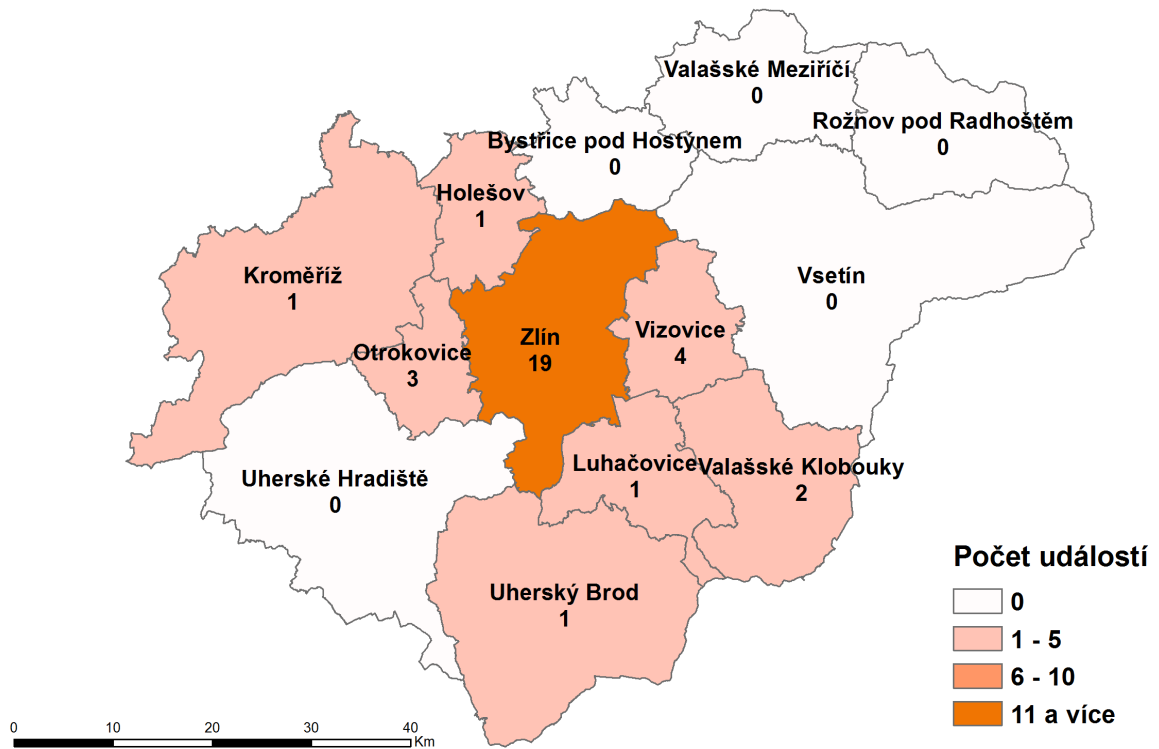 Valašské Meziříčí
0
Rožnov pod Radhoštěm
0
Bystřice pod Hostýnem
0
Holešov
1
Kroměříž
1
Vsetín
0
Zlín
19
Vizovice
4
Otrokovice
3
Uherské Hradiště
0
Luhačovice
1
Valašské Klobouky
2
Uherský Brod
1
Počet událostí
0
1 - 5
6 - 10
11 a více
0 10 20 30 40
Km